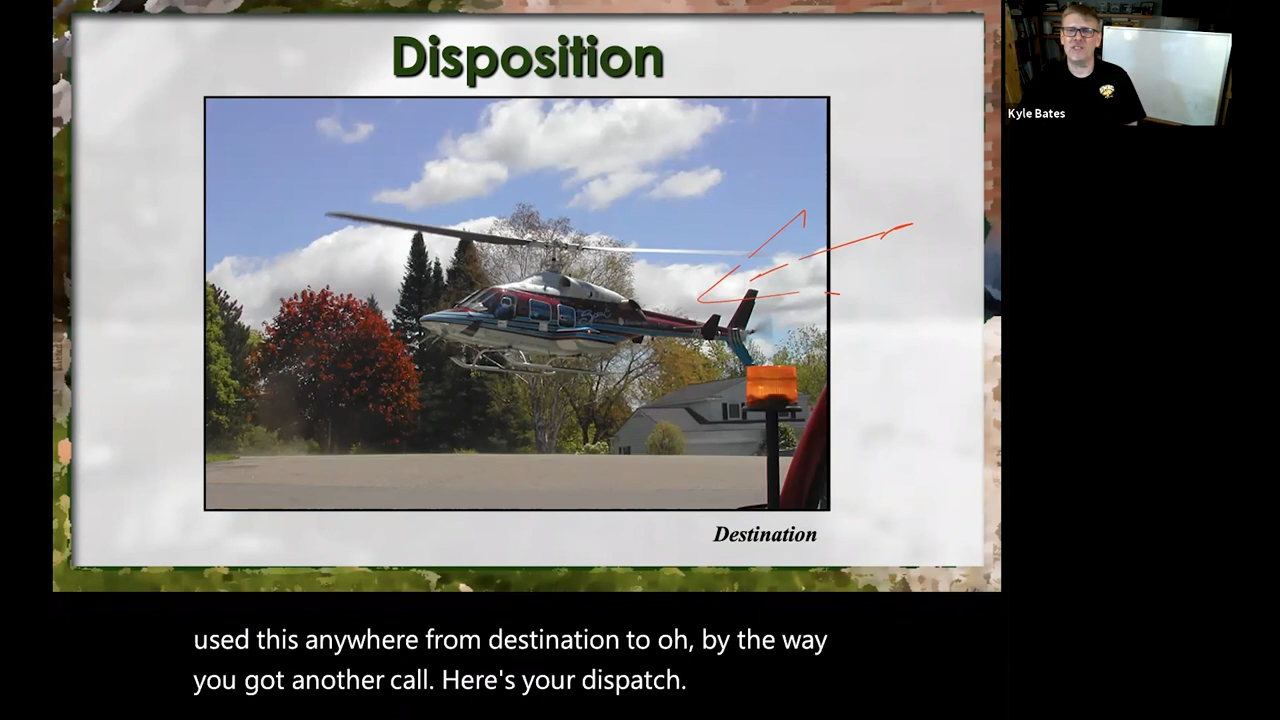 Disposition
Kyle Bates
Destination
used this anywhere from destination to oh, by the way
you got another call. Here's your dispatch.